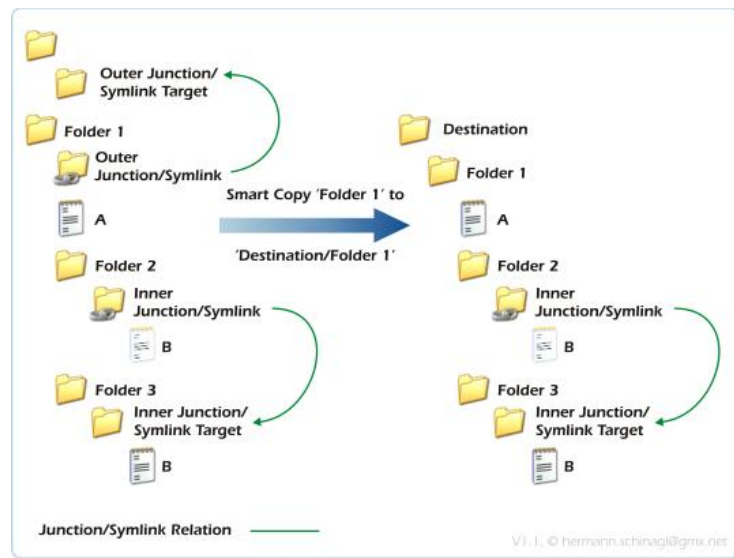 Outer Junction/
Symlink Target
Folder 1
Outer
Junction/Symlink
A
Folder 2
Inner
Junction/Symlink
B
Folder 3
Inner Junction/
Symlink Target
B
Smart Copy 'Folder 1' to
'Destination/Folder 1'
Destination
Folder 1
A
Folder 2
Inner
Junction/Symlink
B
Folder 3
Inner Junction/
Symlink Target
B
Junction/Symlink Relation
V1.1, © hermann.schinagl@gmx.net